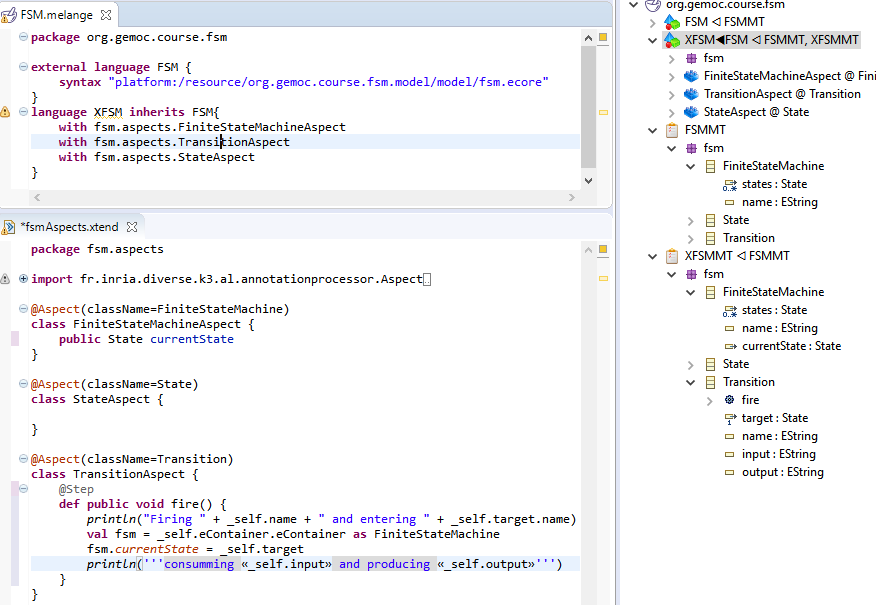 FSM.melange
package org.gemoc.course.fsm
external language FSM {
syntax "platform:/resource/org.gemoc.course.fsm.model/model/fsm.ecore"
}
language XFSM inherits FSM{
with fsm.aspects.FiniteStateMachineAspect
with fsm.aspects.TransitionAspect
with fsm.aspects.StateAspect
}
*fsmAspects.xtend
package fsm.aspects
import fr.inria.diverse.k3.al.annotationprocessor.Aspect
@Aspect(className=FiniteStateMachine)
class FiniteStateMachineAspect {
public State currentState
}
@Aspect(className=State)
class StateAspect {
}
@Aspect(className=Transition)
class TransitionAspect {
@Step
def public void fire() {
println("Firing " + _self.name + " and entering " + _self.target.name)
val fsm = _self.eContainer.eContainer as FiniteStateMachine
fsm.currentState = _self.target
println('''consumming «_self.input» and producing «_self.output»''')
}
}
org.gemoc.course.fsm
FSM ◁ FSMMT
XFSM◀FSM ◁ FSMMT, XFSMMT
fsm
FiniteStateMachineAspect @ Fini
TransitionAspect @ Transition
StateAspect @ State
FSMMT
fsm
FiniteStateMachine
states : State
name : EString
State
Transition
XFSMMT ◁ FSMMT
fsm
FiniteStateMachine
states : State
name : EString
currentState : State
State
Transition
fire
target : State
name : EString
input : EString
output : EString